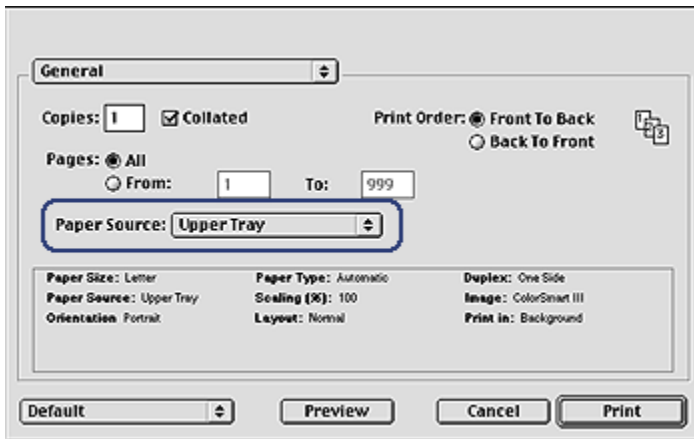 General
Copies: 1 Collated Print Order: Front To Back
Back To Front
Pages: All
From: 1 To: 999
Paper Source: Upper Tray
Paper Size: Letter Paper Type: Automatic Duplex: One Side
Paper Source: Upper Tray Scaling (%): 100 Image: ColorSmart III
Orientation Portrait Layout: Normal Print in: Background
Default Preview Cancel Print